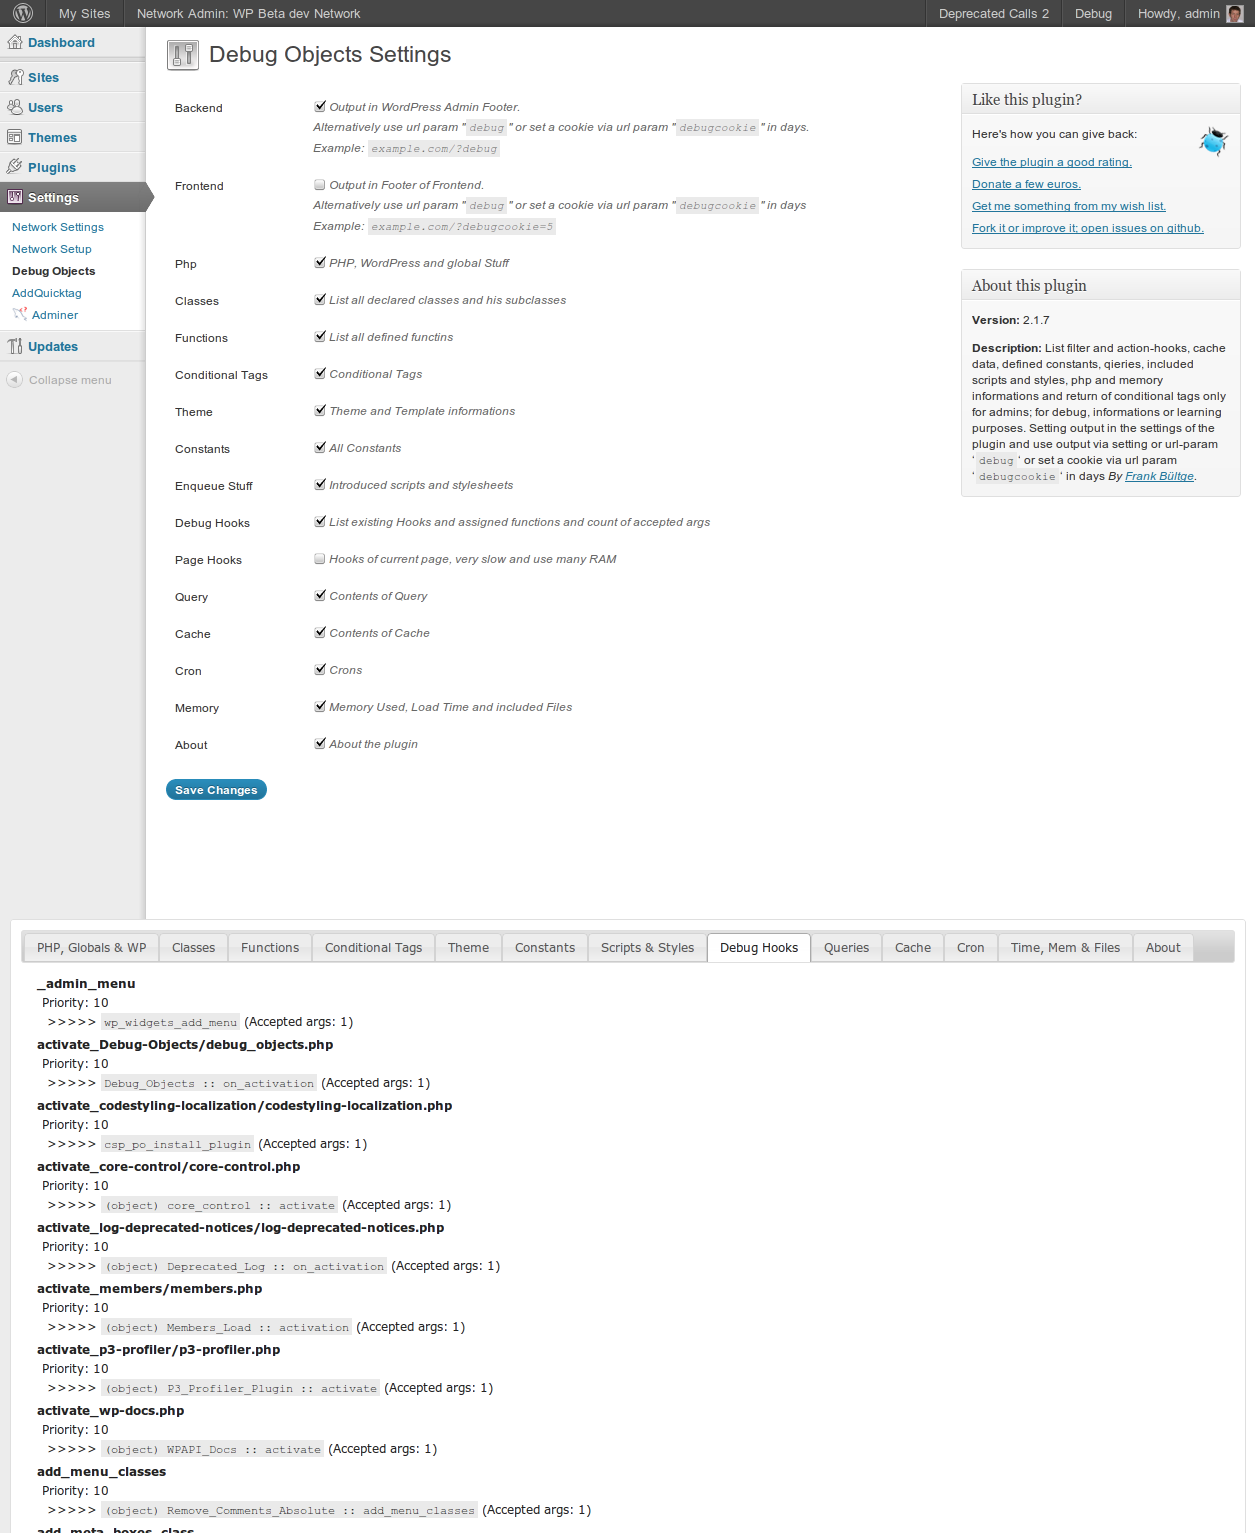 My Sites Network Admin: WP Beta dev Network Deprecated Calls 2 Debug Howdy, admin
Dashboard
Sites
Users
Themes
Plugins
Settings
Network Settings
Network Setup
Debug Objects
AddQuicktag
Adminer
Updates
Collapse menu
Debug Objects Settings
Backend Output in WordPress Admin Footer.
Alternatively use url param "debug" or set a cookie via url param "debugcookie" in days.
Example: example.com/?debug
Frontend Output in Footer of Frontend.
Alternatively use url param "debug" or set a cookie via url param "debugcookie" in days
Example: example.com/?debugcookie=5
Php PHP, WordPress and global Stuff
Classes List all declared classes and his subclasses
Functions List all defined functins
Conditional Tags Conditional Tags
Theme Theme and Template informations
Constants All Constants
Enqueue Stuff Introduced scripts and stylesheets
Debug Hooks List existing Hooks and assigned functions and count of accepted args
Page Hooks Hooks of current page, very slow and use many RAM
Query Contents of Query
Cache Contents of Cache
Cron Crons
Memory Memory Used, Load Time and included Files
About About the plugin
Save Changes
Like this plugin?
Here's how you can give back:
Give the plugin a good rating.
Donate a few euros.
Get me something from my wish list.
Fork it or improve it; open issues on github.
About this plugin
Version: 2.1.7
Description: List filter and action-hooks, cache
data, defined constants, qieries, included
scripts and styles, php and memory
informations and return of conditional tags only
for admins; for debug, informations or learning
purposes. Setting output in the settings of the
plugin and use output via setting or url-param
‘debug‘ or set a cookie via url param
‘debugcookie‘ in days By Frank Bültge.
PHP, Globals & WP Classes Functions Conditional Tags Theme Constants Scripts & Styles Debug Hooks Queries Cache Cron Time, Mem & Files About
_admin_menu
Priority: 10
>>>>> wp_widgets_add_menu (Accepted args: 1)
activate_Debug-Objects/debug_objects.php
Priority: 10
>>>>> Debug_Objects :: on_activation (Accepted args: 1)
activate_codestyling-localization/codestyling-localization.php
Priority: 10
>>>>> csp_po_install_plugin (Accepted args: 1)
activate_core-control/core-control.php
Priority: 10
>>>>> (object) core_control :: activate (Accepted args: 1)
activate_log-deprecated-notices/log-deprecated-notices.php
Priority: 10
>>>>> (object) Deprecated_Log :: on_activation (Accepted args: 1)
activate_members/members.php
Priority: 10
>>>>> (object) Members_Load :: activation (Accepted args: 1)
activate_p3-profiler/p3-profiler.php
Priority: 10
>>>>> (object) P3_Profiler_Plugin :: activate (Accepted args: 1)
activate_wp-docs.php
Priority: 10
>>>>> (object) WPAPI_Docs :: activate (Accepted args: 1)
add_menu_classes
Priority: 10
>>>>> (object) Remove_Comments_Absolute :: add_menu_classes (Accepted args: 1)
add_meta_boxes_class